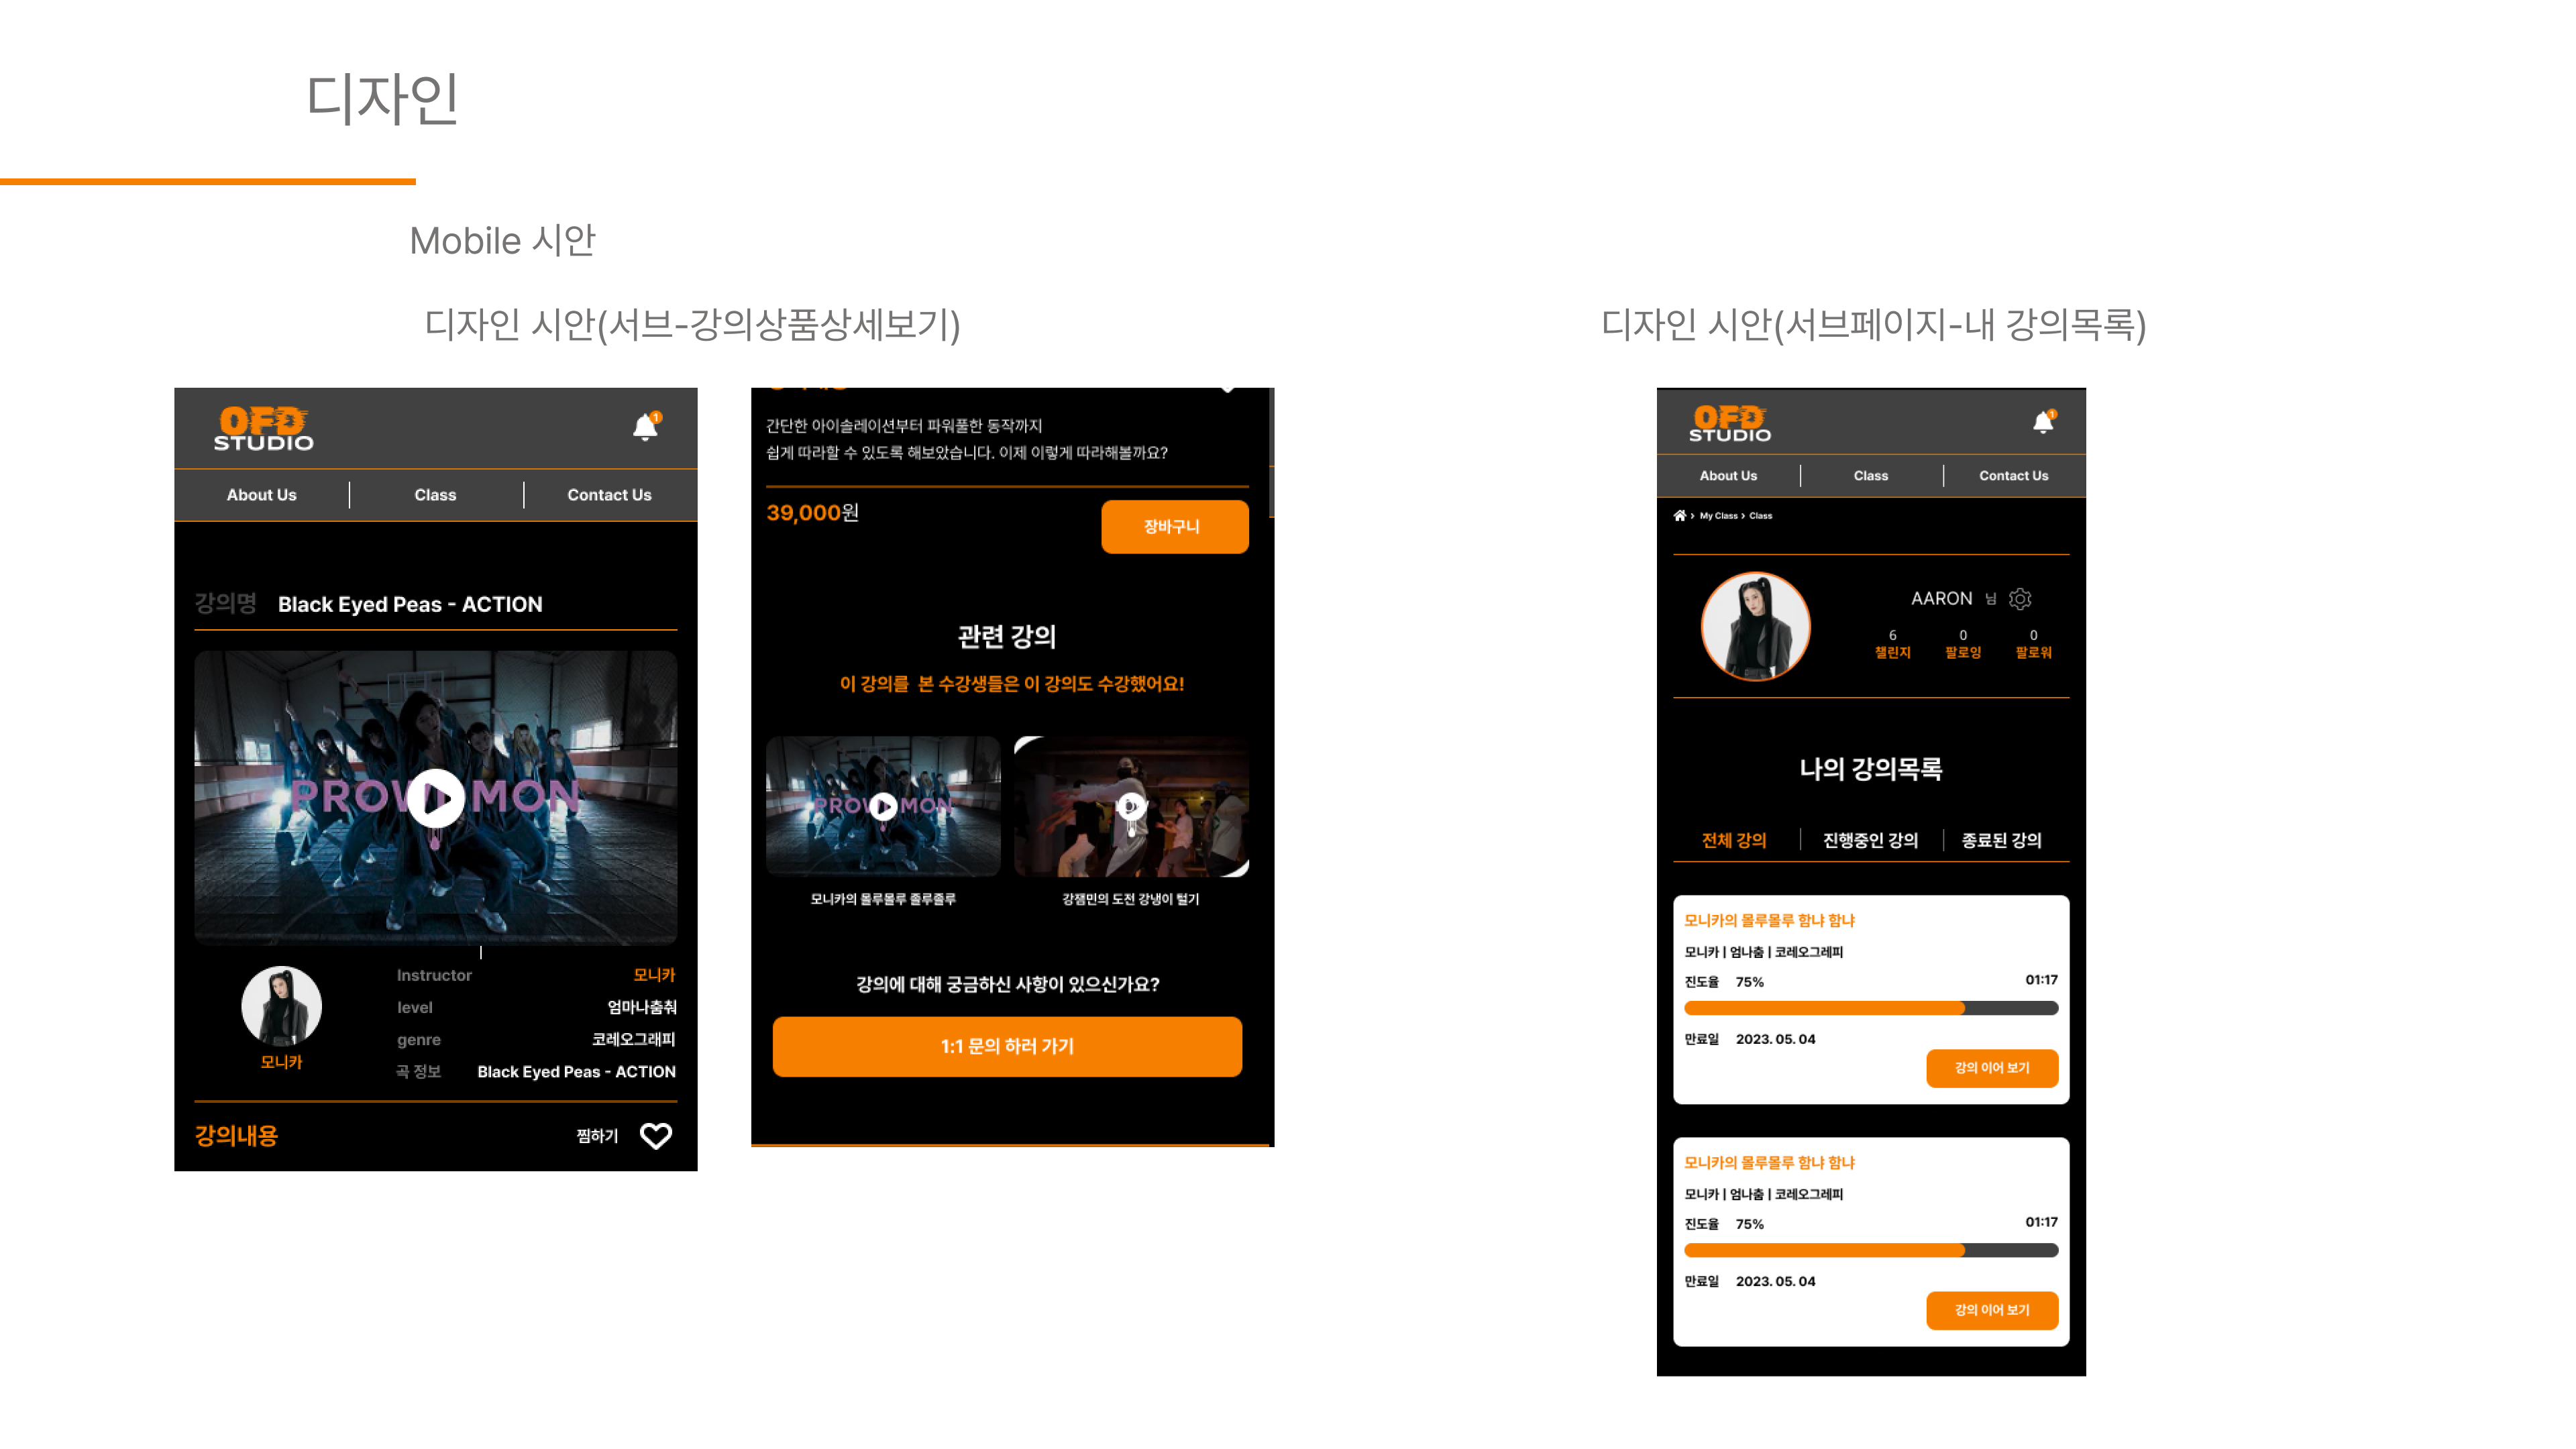 디자인
Mobile 시안
디자인 시안(서브-강의상품상세보기)
OFD
STUDIO
1
About Us
Class
Contact Us
강의명 Black Eyed Peas - ACTION
모니카
Instructor 모니카
level 엄마나춤춰
genre 코레오그래피
곡 정보 Black Eyed Peas - ACTION
강의내용
찜하기
간단한 아이솔레이션부터 파워풀한 동작까지
쉽게 따라할 수 있도록 해보았습니다. 이제 이렇게 따라해볼까요?
39,000원
장바구니
관련 강의
이 강의를 본 수강생들은 이 강의도 수강했어요!
모니카의 몰루몰루 졸루졸루
강잼민의 도전 강냉이 털기
강의에 대해 궁금하신 사항이 있으신가요?
1:1 문의 하러 가기
디자인 시안(서브페이지-내 강의목록)
OFD
STUDIO
1
About Us
Class
Contact Us
› My Class › Class
AARON 님
6
챌린지
0
팔로잉
0
팔로워
나의 강의목록
전체 강의
진행중인 강의
종료된 강의
모니카의 몰루몰루 함냐 함냐
모니카 | 엄나춤 | 코레오그레피
진도율 75% 01:17
만료일 2023. 05. 04
강의 이어 보기
모니카의 몰루몰루 함냐 함냐
모니카 | 엄나춤 | 코레오그레피
진도율 75% 01:17
만료일 2023. 05. 04
강의 이어 보기